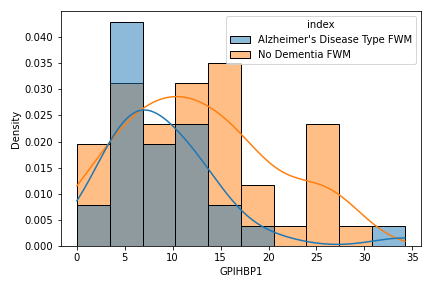 index
Alzheimer's Disease Type FWM
No Dementia FWM
0.040
0.035
0.030
0.025
0.020
0.015
0.010
0.005
0.000
Density
0 5 10 15 20 25 30 35
GPIHBP1